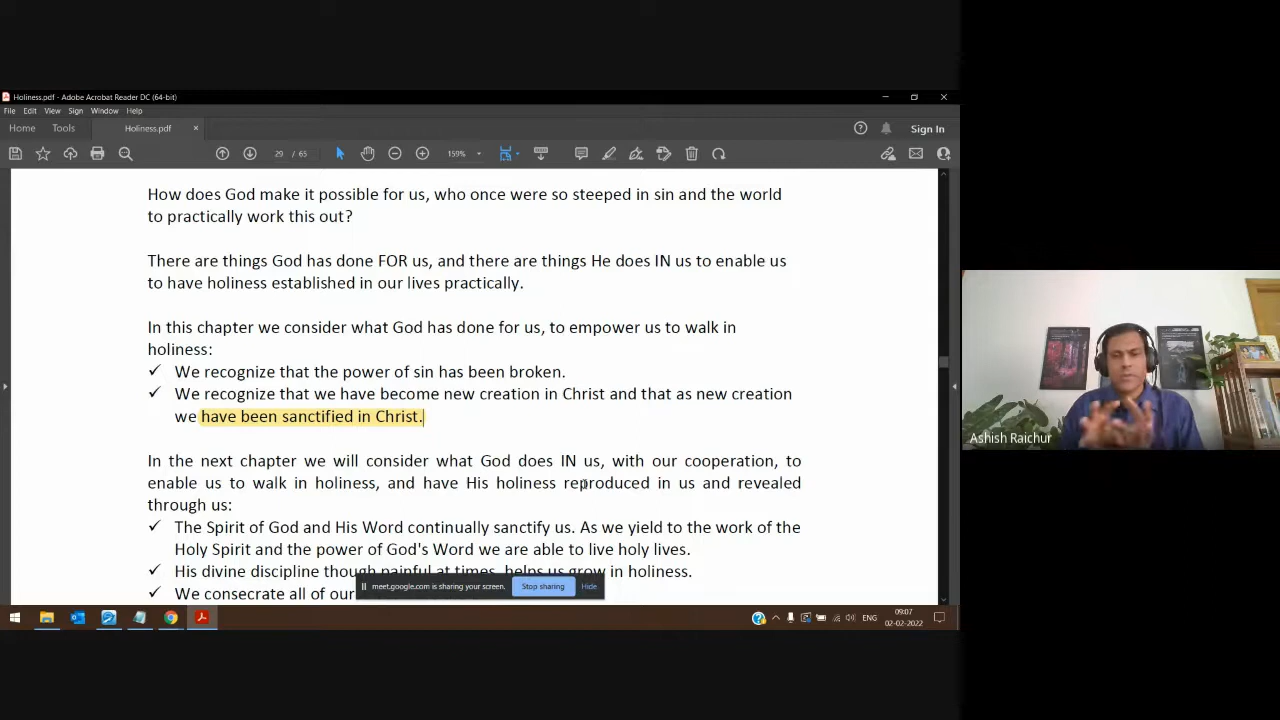 Holiness.pdf - Adobe Acrobat Reader DC (64-bit)
File Edit View Sign Window Help
Home Tools Holiness.pdf × Sign In
29 / 65 159%
How does God make it possible for us, who once were so steeped in sin and the world
to practically work this out?
There are things God has done FOR us, and there are things He does IN us to enable us
to have holiness established in our lives practically.
In this chapter we consider what God has done for us, to empower us to walk in
holiness:
✓ We recognize that the power of sin has been broken.
✓ We recognize that we have become new creation in Christ and that as new creation
we have been sanctified in Christ.
In the next chapter we will consider what God does IN us, with our cooperation, to
enable us to walk in holiness, and have His holiness reproduced in us and revealed
through us:
✓ The Spirit of God and His Word continually sanctify us. As we yield to the work of the
Holy Spirit and the power of God's Word we are able to live holy lives.
✓ His divine discipline though painful at times, helps us grow in holiness.
✓ We consecrate all of our
meet.google.com is sharing your screen. Stop sharing Hide
ENG 09:07
02-02-2022
Ashish Raichur